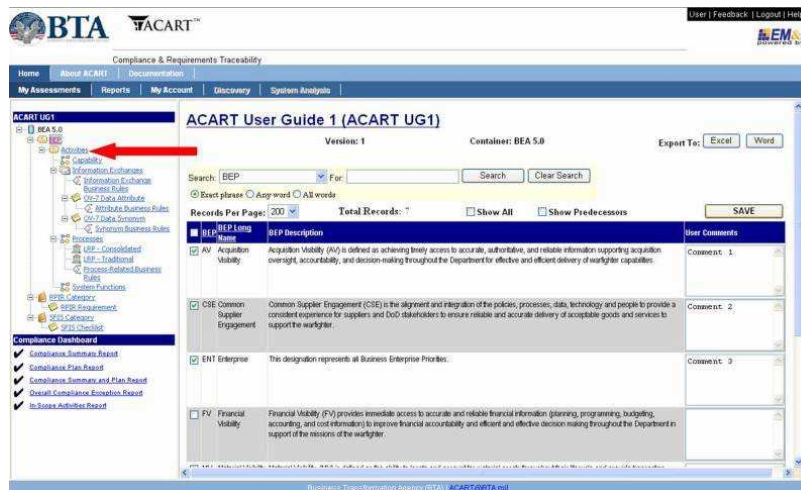 User | Feedback | Logout | Help
BTA
ACART™
Compliance & Requirements Traceability
powered by
Home About ACART Documentation
My Assessments Reports My Account Discovery System Analysis
ACART UG1
BEA 5.0
BEP
Activities
Capability
Information Exchanges
Information Exchange
Business Rules
OV-7 Data Attribute
Attribute Business Rules
OV-7 Data Synonym
Synonym Business Rules
Processes
LRP - Consolidated
LRP - Traditional
Process-Related Business
Rules
System Functions
RFIR Category
RFIR Requirement
SFIS Category
SFIS Checklist
Compliance Dashboard
Compliance Summary Report
Compliance Plan Report
Compliance Summary and Plan Report
Overall Compliance Exception Report
In-Scope Activities Report
ACART User Guide 1 (ACART UG1)
Version: 1 Container: BEA 5.0 Export To: Excel Word
Search: BEP For: Search Clear Search
Exact phrase Any word All words
Records Per Page: 200 Total Records: 7 Show All Show Predecessors SAVE
BEP BEP Long Name BEP Description User Comments
AV Acquisition Visibility Acquisition Visibility (AV) is defined as achieving timely access to accurate, authoritative, and reliable information supporting acquisition Comment 1
oversight, accountability, and decision-making throughout the Department for effective and efficient delivery of warfighter capabilities.
CSE Common Supplier Engagement Common Supplier Engagement (CSE) is the alignment and integration of the policies, processes, data, technology and people to provide a Comment 2
consistent experience for suppliers and DoD stakeholders to ensure reliable and accurate delivery of acceptable goods and services to
support the warfighter.
ENT Enterprise This designation represents all Business Enterprise Priorities. Comment 3
FV Financial Visibility Financial Visibility (FV) provides immediate access to accurate and reliable financial information (planning, programming, budgeting,
accounting, and cost information) to improve financial accountability and efficient and effective decision making throughout the Department in
support of the missions of the warfighter.
Business Transformation Agency (BTA) | ACART@BTA.mil